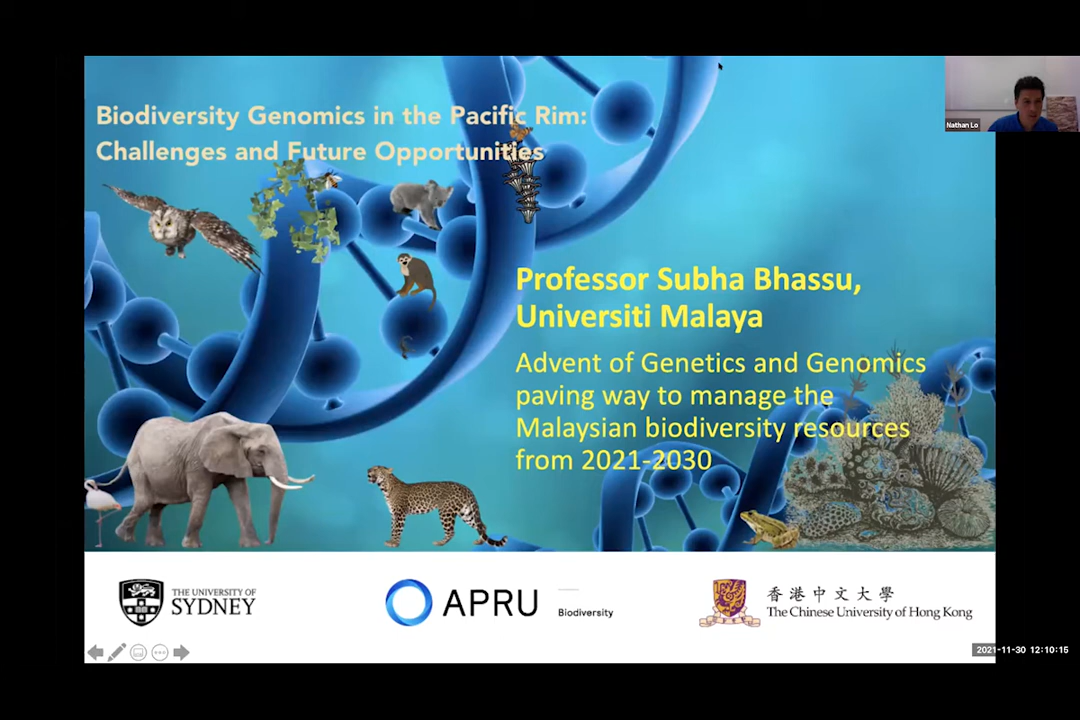 Biodiversity Genomics in the Pacific Rim:
Challenges and Future Opportunities
Nathan Lo
Professor Subha Bhassu,
Universiti Malaya
Advent of Genetics and Genomics
paving way to manage the
Malaysian biodiversity resources
from 2021-2030
THE UNIVERSITY OF
SYDNEY
APRU
Biodiversity
香港中文大學
The Chinese University of Hong Kong
2021-11-30 12:10:15